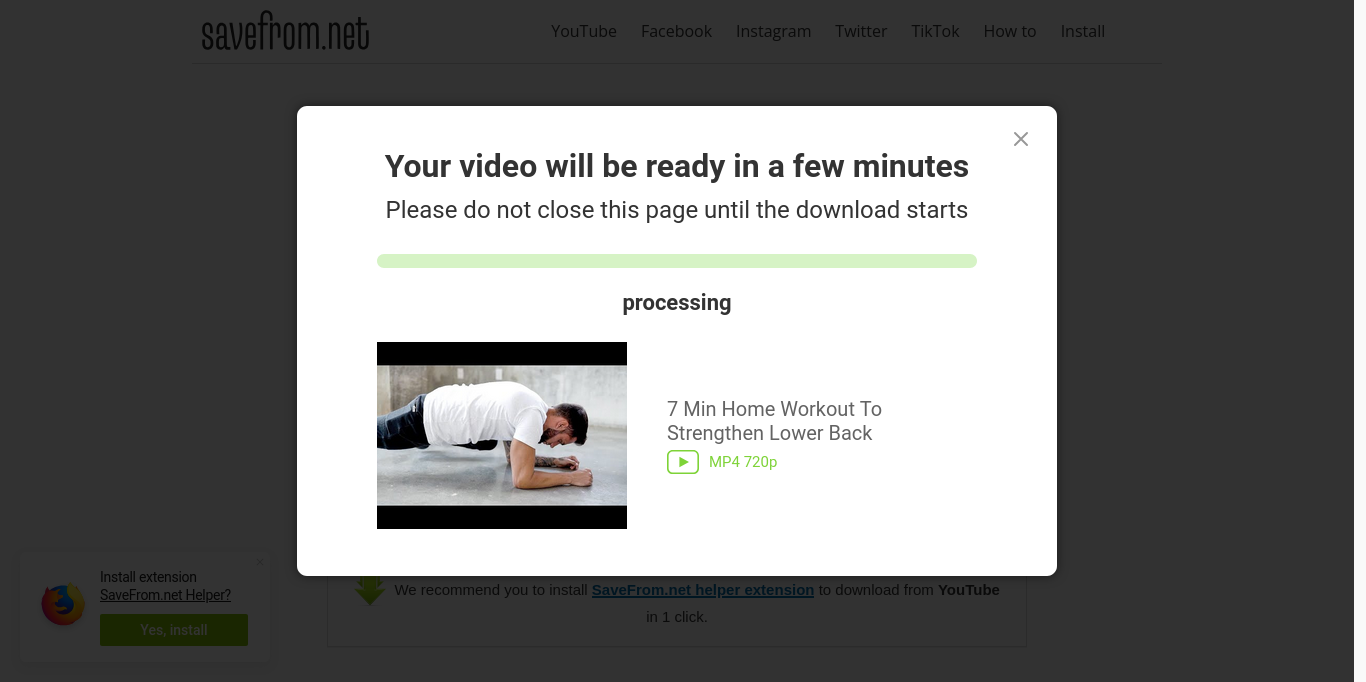 savefrom.net
YouTube Facebook Instagram Twitter TikTok How to Install
Your video will be ready in a few minutes
Please do not close this page until the download starts
processing
7 Min Home Workout To
Strengthen Lower Back
MP4 720p
Install extension
SaveFrom.net Helper?
Yes, install
We recommend you to install SaveFrom.net helper extension to download from YouTube
in 1 click.